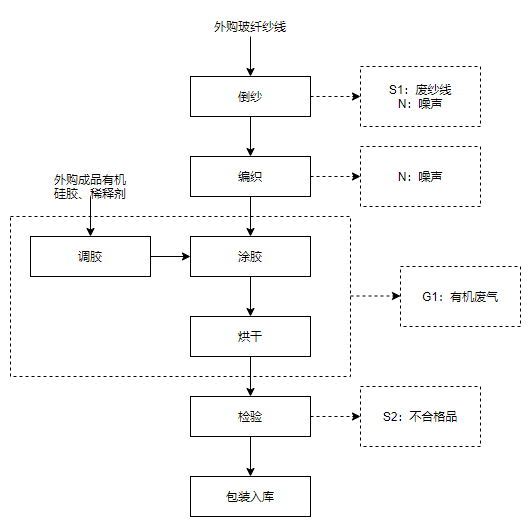 外购玻纤纱线
倒纱
S1：废纱线
N：噪声
编织
N：噪声
外购成品有机
硅胶、稀释剂
调胶
涂胶
G1：有机废气
烘干
检验
S2：不合格品
包装入库